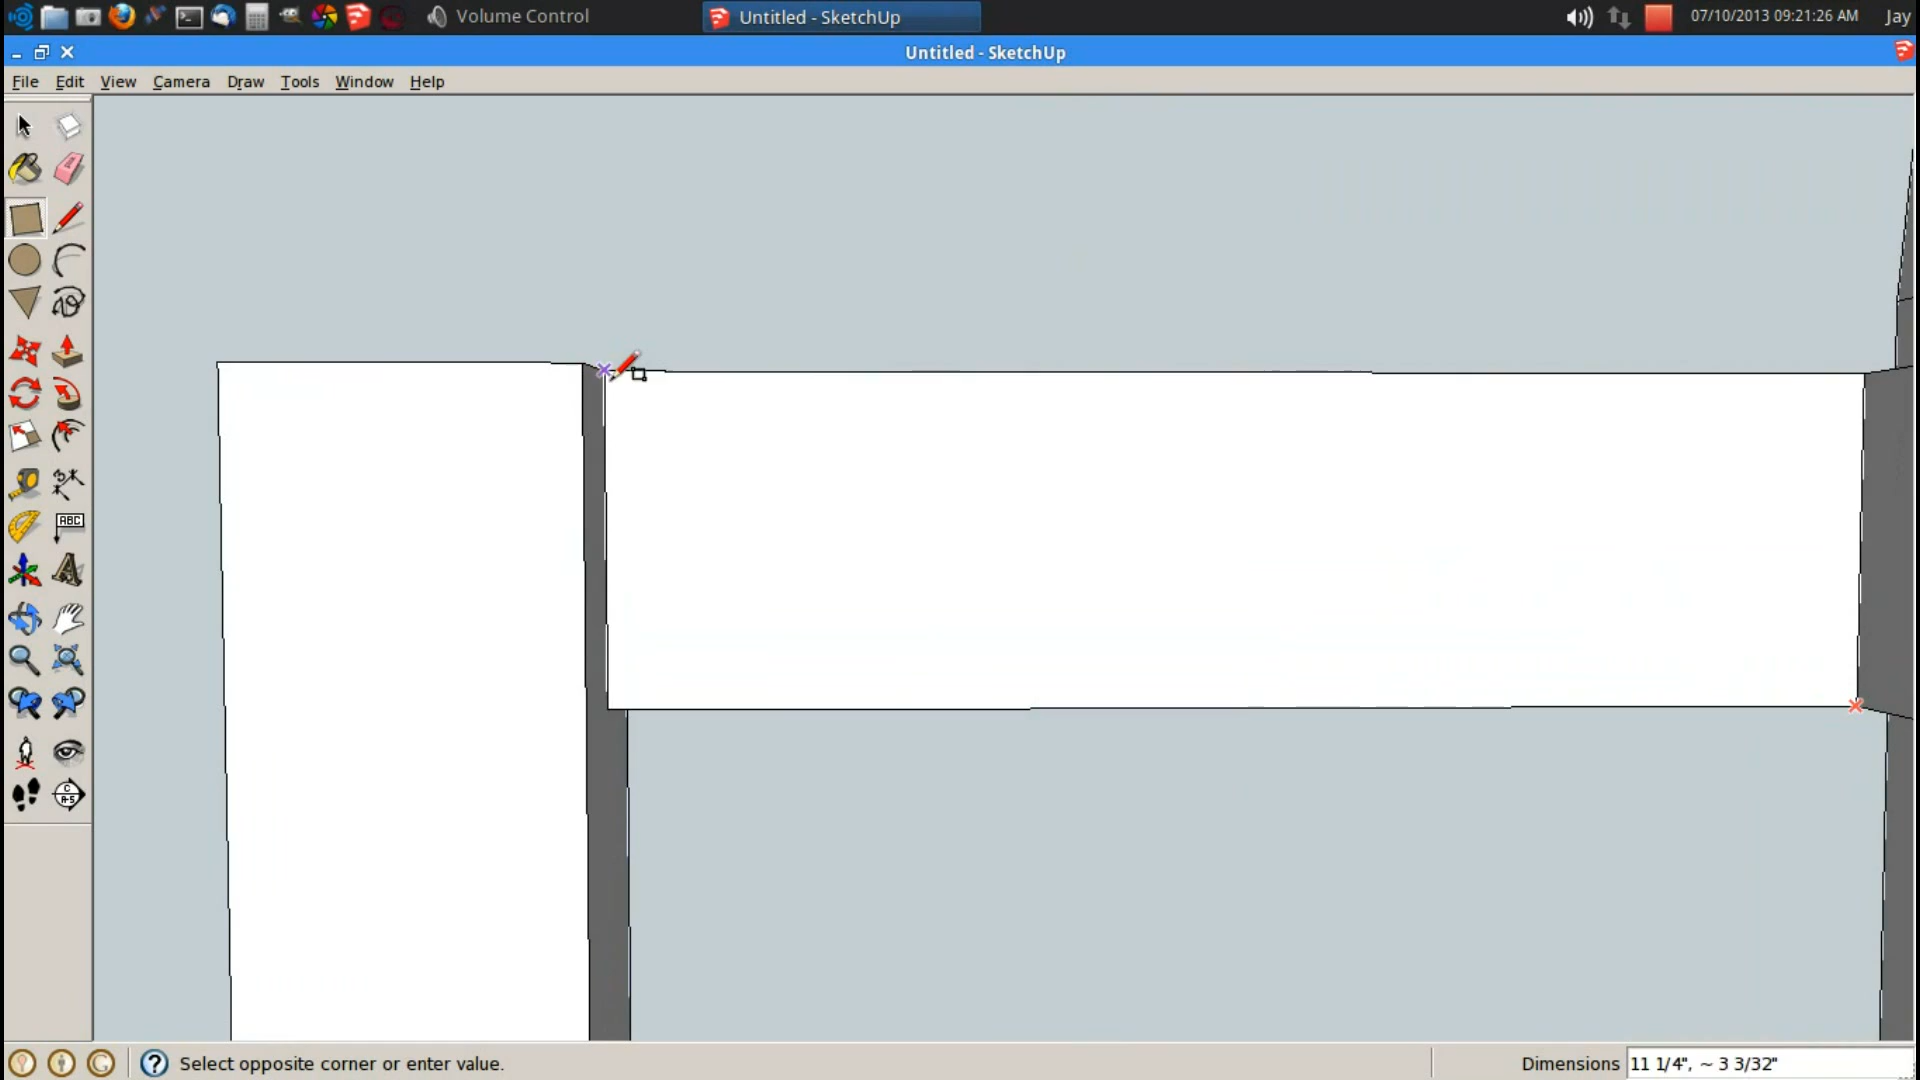 Volume Control
Untitled - SketchUp
07/10/2013 09:21:26 AM
Jay
Untitled - SketchUp
File Edit View Camera Draw Tools Window Help
ABC
A
C
A-5
Select opposite corner or enter value.
Dimensions 11 1/4", ~ 3 3/32"